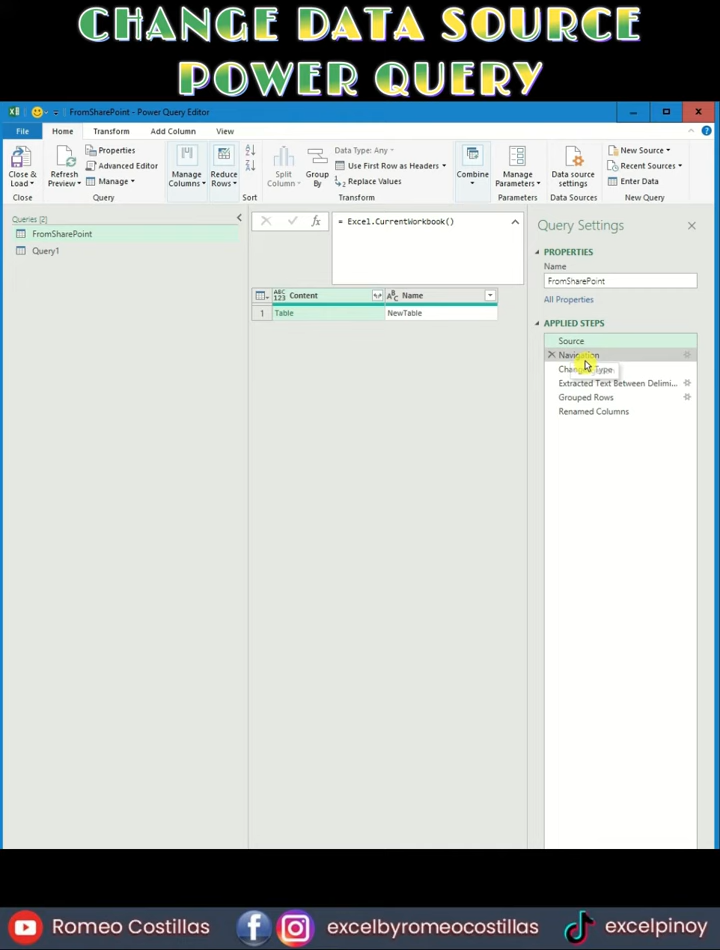 CHANGE DATA SOURCE
POWER QUERY
FromSharePoint - Power Query Editor
File Home Transform Add Column View
Close & Load
Refresh Preview
Properties
Advanced Editor
Manage
Manage Columns
Reduce Rows
Split Column
Group By
Data Type: Any
Use First Row as Headers
Replace Values
Combine
Manage Parameters
Data source settings
New Source
Recent Sources
Enter Data
Close Query Sort Transform Parameters Data Sources New Query
Queries [2]
FromSharePoint
Query1
fx = Excel.CurrentWorkbook()
ABC 123 Content ABC Name
1 Table NewTable
Query Settings
PROPERTIES
Name
FromSharePoint
All Properties
APPLIED STEPS
Source
Navigation
Extracted Text Between Delimi...
Grouped Rows
Renamed Columns
Romeo Costillas excelbyromeocostillas excelpinoy